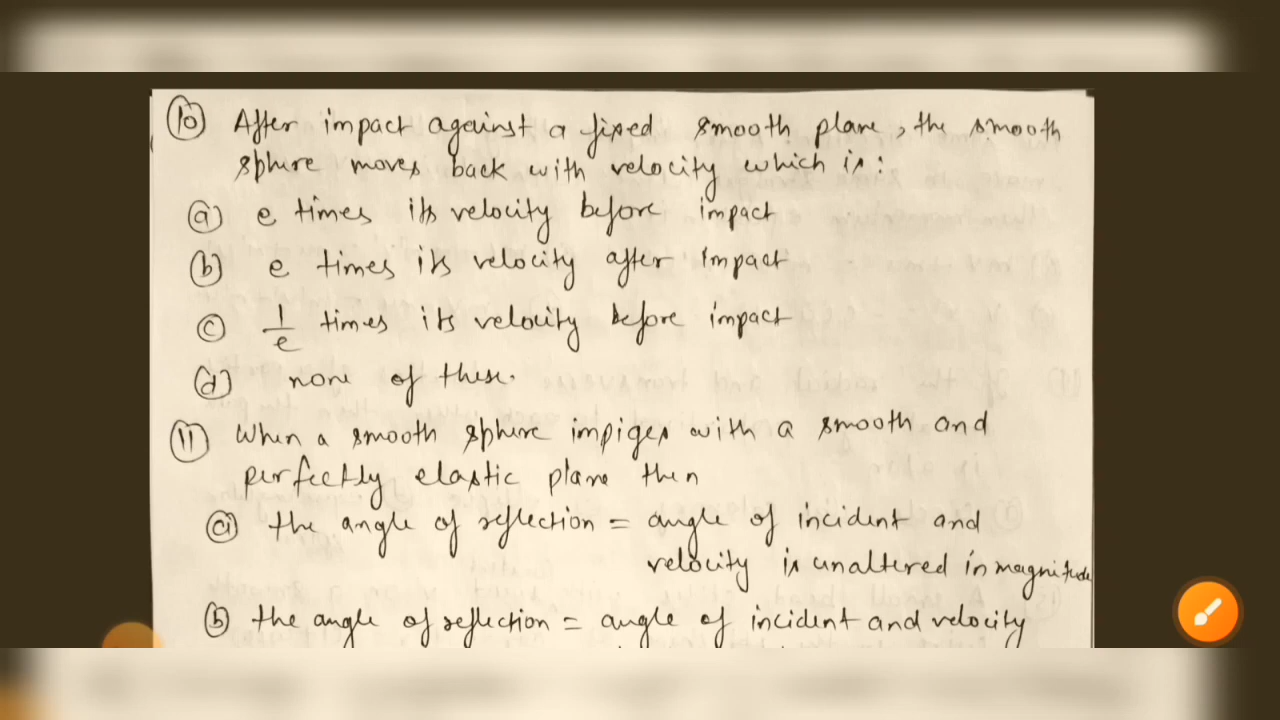 10 After impact against a fixed smooth plane, the smooth
sphere moves back with velocity which is:
(a) e times its velocity before impact
(b) e times its velocity after impact
(c) 1/e times its velocity before impact
(d) none of these.
11 When a smooth sphere impiges with a smooth and
perfectly elastic plane then
(a) the angle of reflection = angle of incident and
velocity is unaltered in magnitude
(b) the angle of reflection = angle of incident and velocity